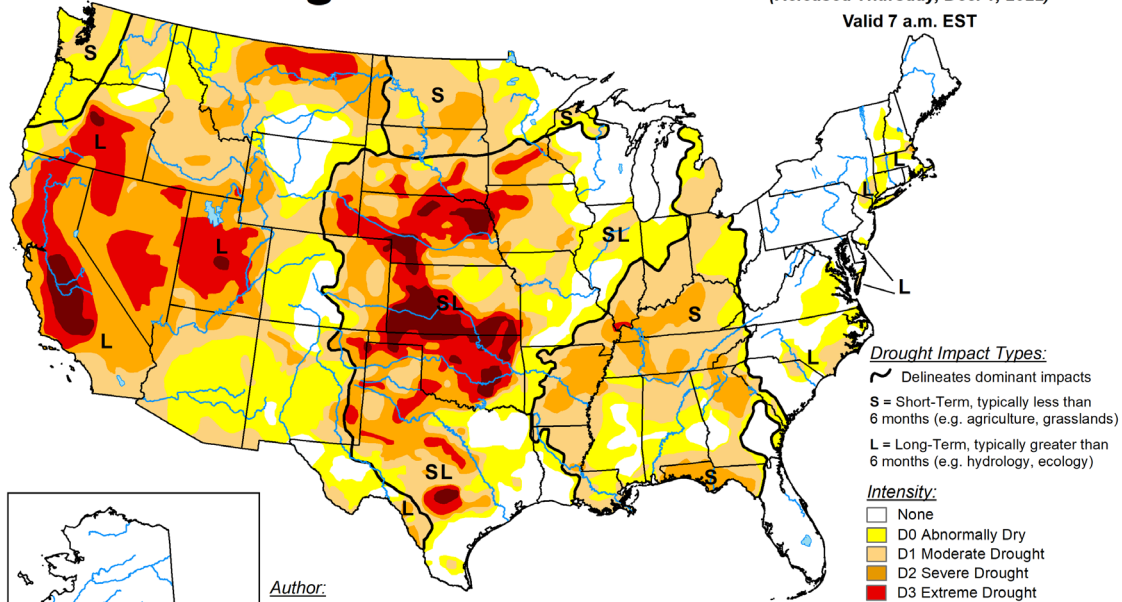 Valid 7 a.m. EST
S
S
S
L
L
SL
L
L
SL
S
L
L
L
SL
S
L
Drought Impact Types:
Delineates dominant impacts
S = Short-Term, typically less than
6 months (e.g. agriculture, grasslands)
L = Long-Term, typically greater than
6 months (e.g. hydrology, ecology)
Intensity:
None
D0 Abnormally Dry
D1 Moderate Drought
D2 Severe Drought
D3 Extreme Drought
Author: